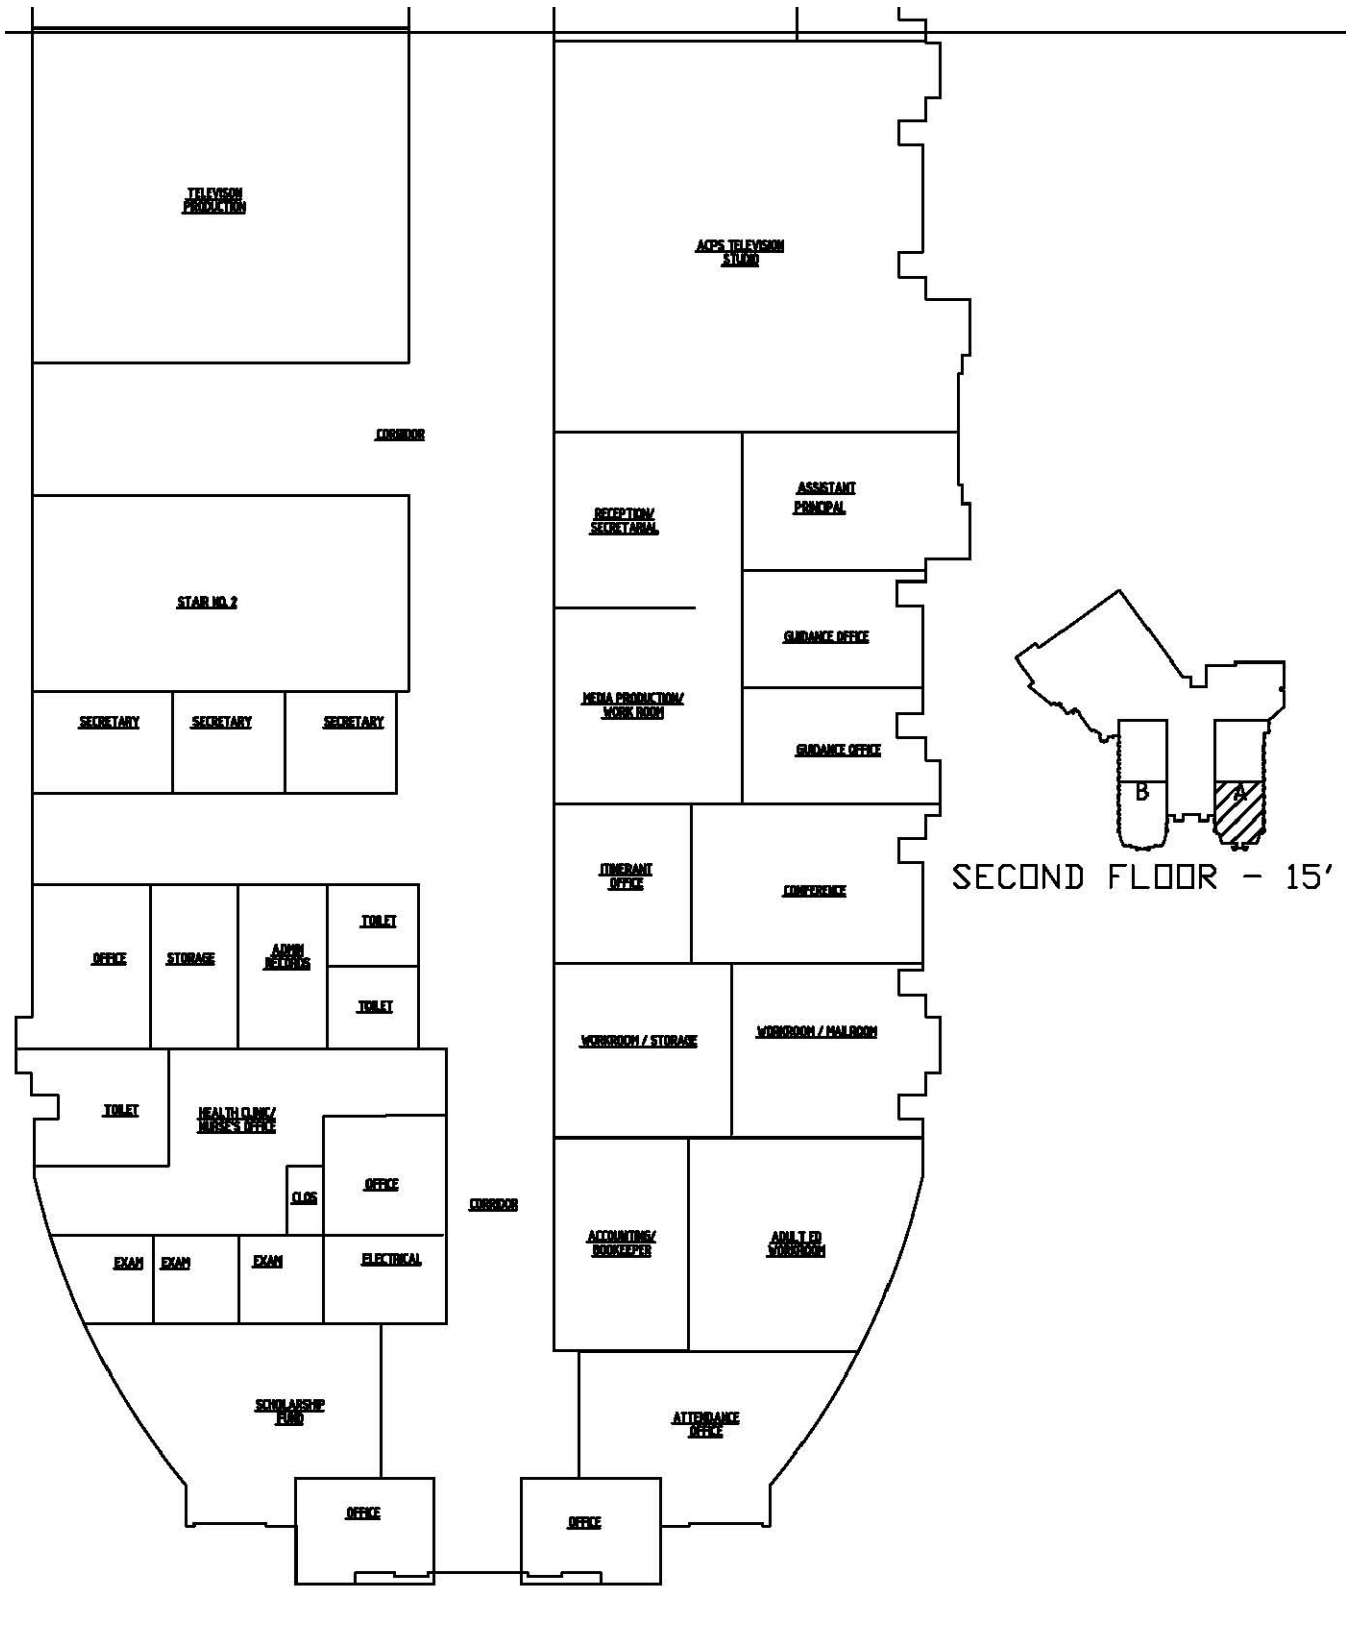 TELEVISON
PRODUCTION
ACPS TELEVISION
STUDIO
CORRIDOR
ASSISTANT
PRINCIPAL
RECEPTION/
SECRETARIAL
STAIR NO. 2
GUIDANCE OFFICE
MEDIA PRODUCTION/
WORK ROOM
SECRETARY
SECRETARY
SECRETARY
GUIDANCE OFFICE
B
A
SECOND FLOOR - 15'
ITINERANT
OFFICE
CONFERENCE
TOILET
OFFICE
STORAGE
ADMIN
RECORDS
TOILET
WORKROOM / STORAGE
WORKROOM / MAILROOM
TOILET
HEALTH CLINIC/
NURSE'S OFFICE
OFFICE
CLOS
CORRIDOR
ACCOUNTING/
BOOKEEPER
ADULT ED
WORKROOM
EXAM
EXAM
EXAM
ELECTRICAL
SCHOLARSHIP
FUND
ATTENDANCE
OFFICE
OFFICE
OFFICE